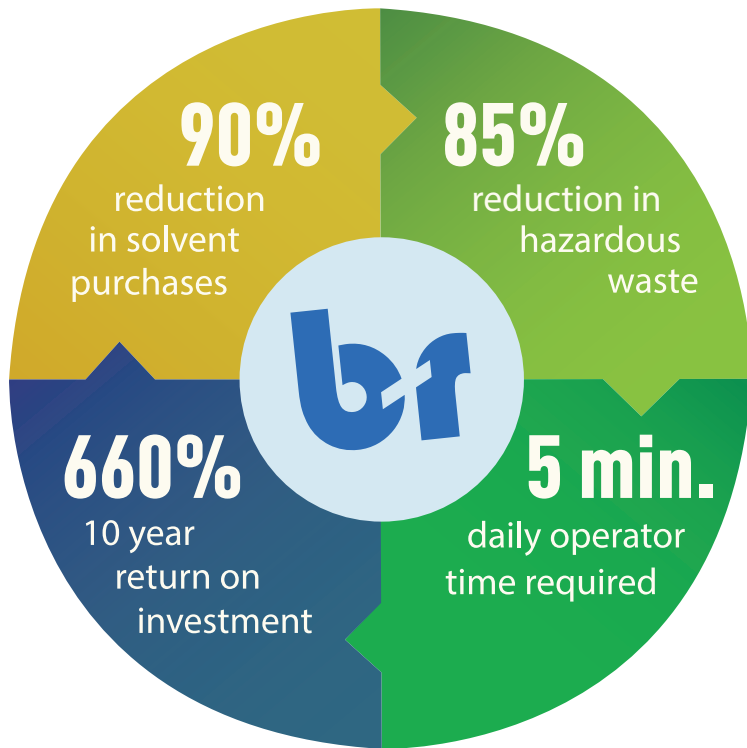 90%
reduction
in solvent
purchases
85%
reduction in
hazardous
waste
br
660%
10 year
return on
investment
5 min.
daily operator
time required